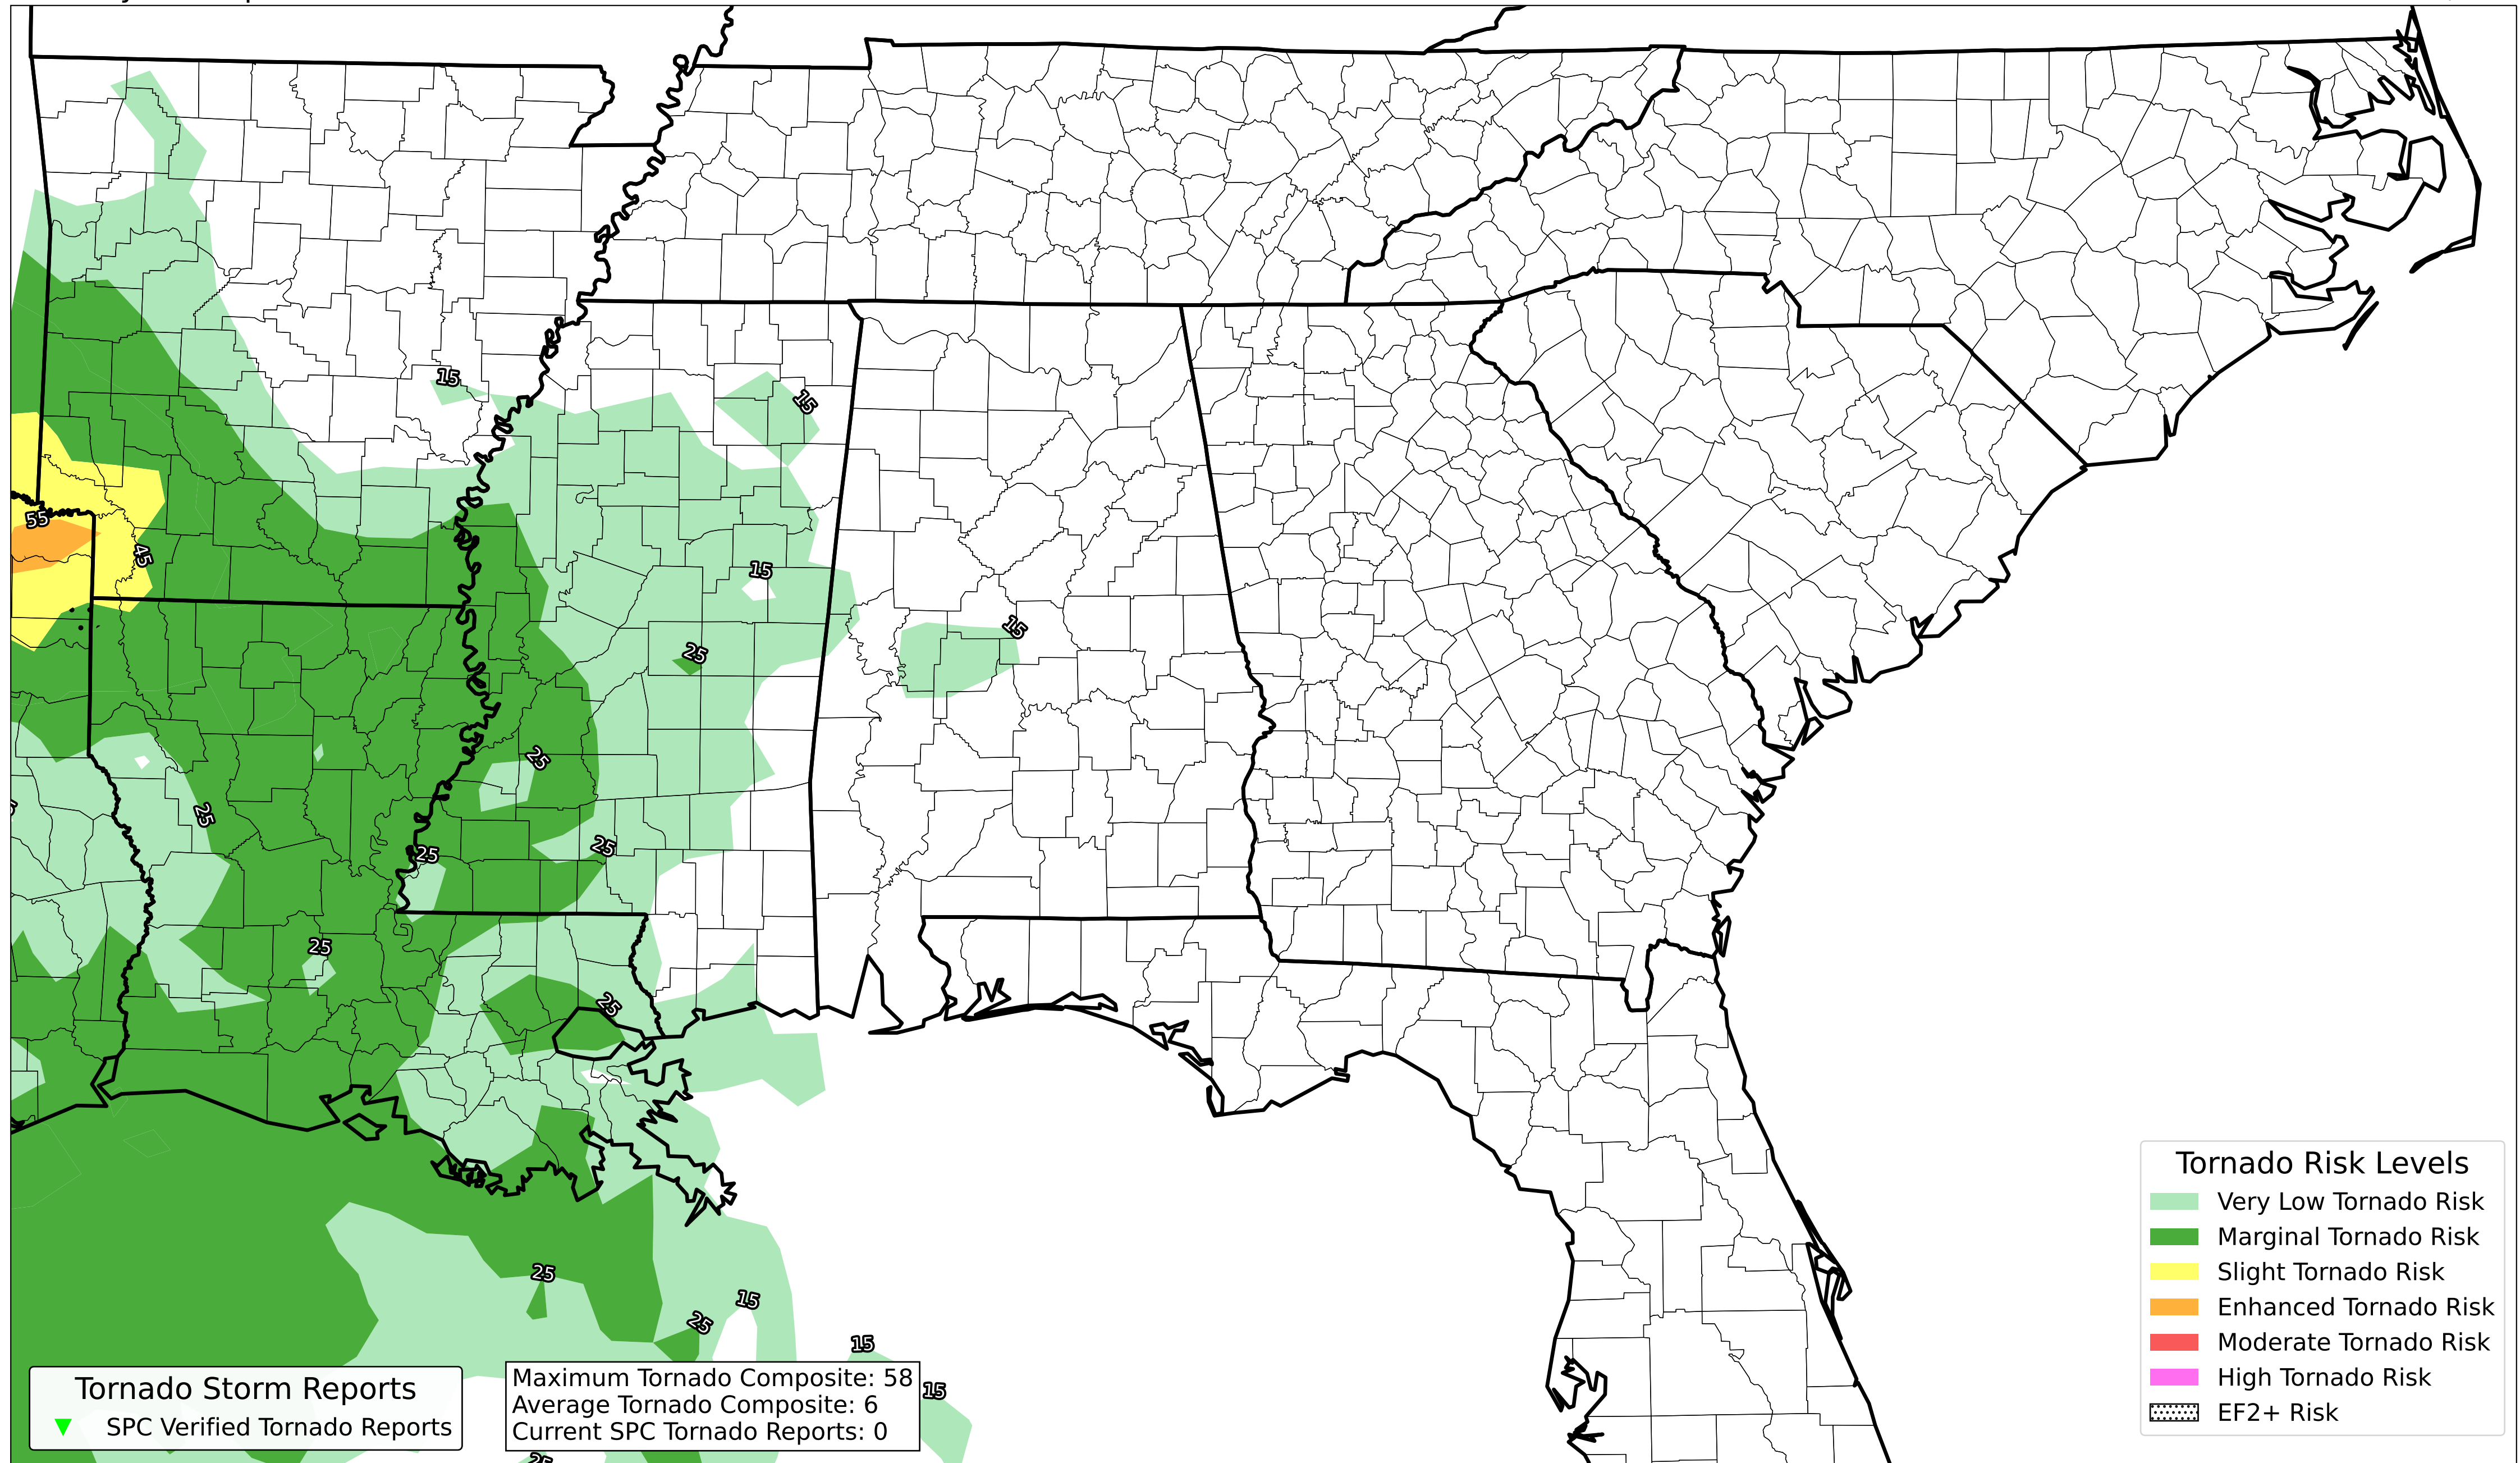 15
15
55
45
15
15
25
25
25
25
25
25
25
25
15
25
15
15
25
Tornado Risk Levels
Very Low Tornado Risk
Marginal Tornado Risk
Slight Tornado Risk
Enhanced Tornado Risk
Moderate Tornado Risk
High Tornado Risk
EF2+ Risk
Tornado Storm Reports
SPC Verified Tornado Reports
Maximum Tornado Composite: 58
Average Tornado Composite: 6
Current SPC Tornado Reports: 0